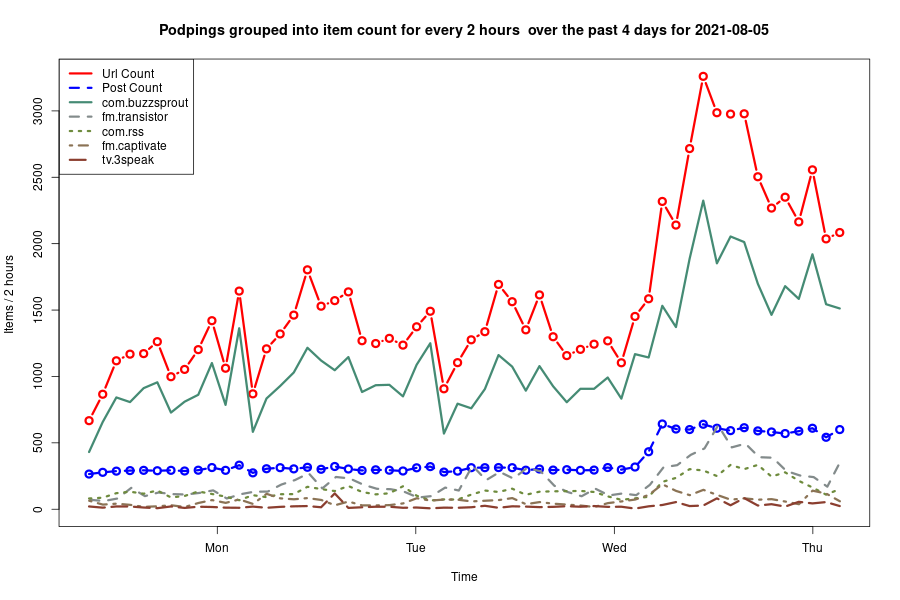 Podpings grouped into item count for every 2 hours  over the past 4 days for 2021-08-05
Url Count
Post Count
com.buzzsprout
fm.transistor
com.rss
fm.captivate
tv.3speak
Items / 2 hours
3000
2500
2000
1500
1000
500
0
Mon
Tue
Wed
Thu
Time